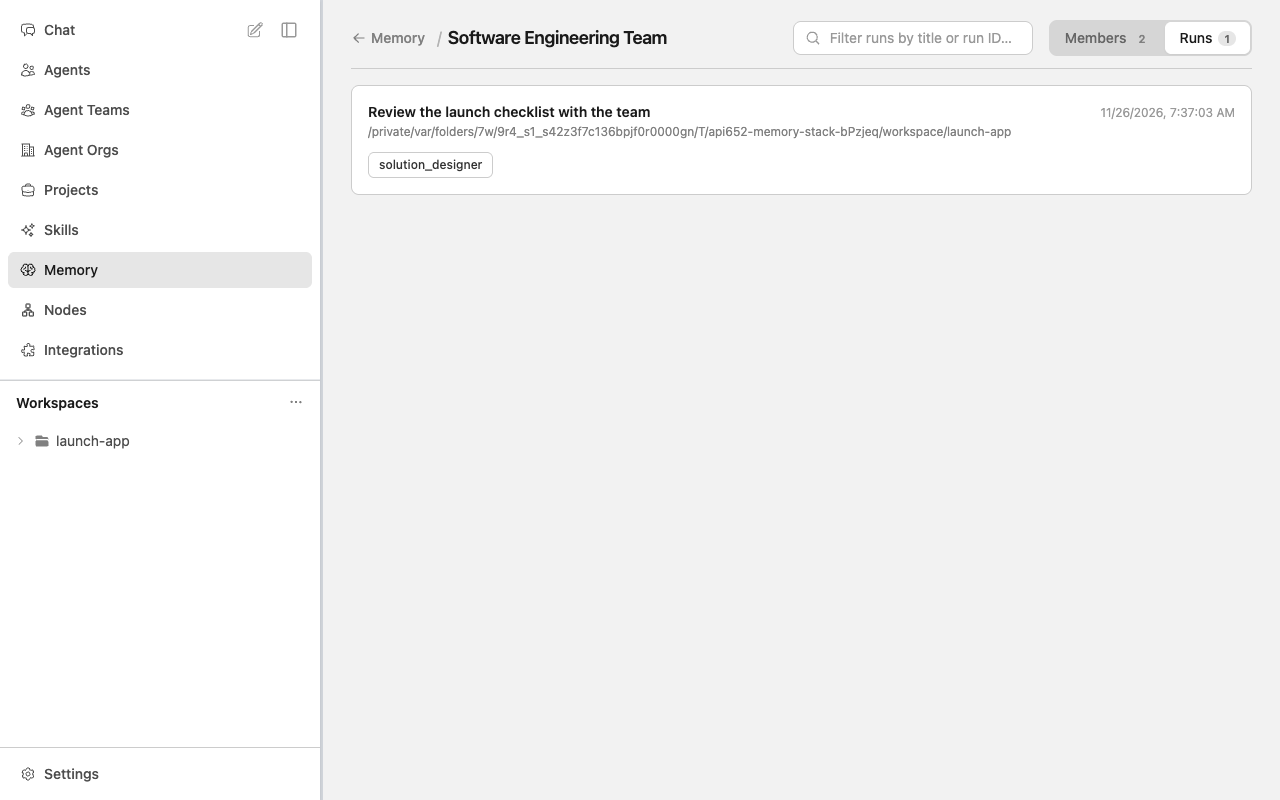 Chat
Agents
Agent Teams
Agent Orgs
Projects
Skills
Memory
Nodes
Integrations
Workspaces
launch-app
Settings
Memory / Software Engineering Team
Filter runs by title or run ID...
Members 2
Runs 1
Review the launch checklist with the team
11/26/2026, 7:37:03 AM
/private/var/folders/7w/9r4_s1_s42z3f7c136bpjf0r0000gn/T/api652-memory-stack-bPzjeq/workspace/launch-app
solution_designer